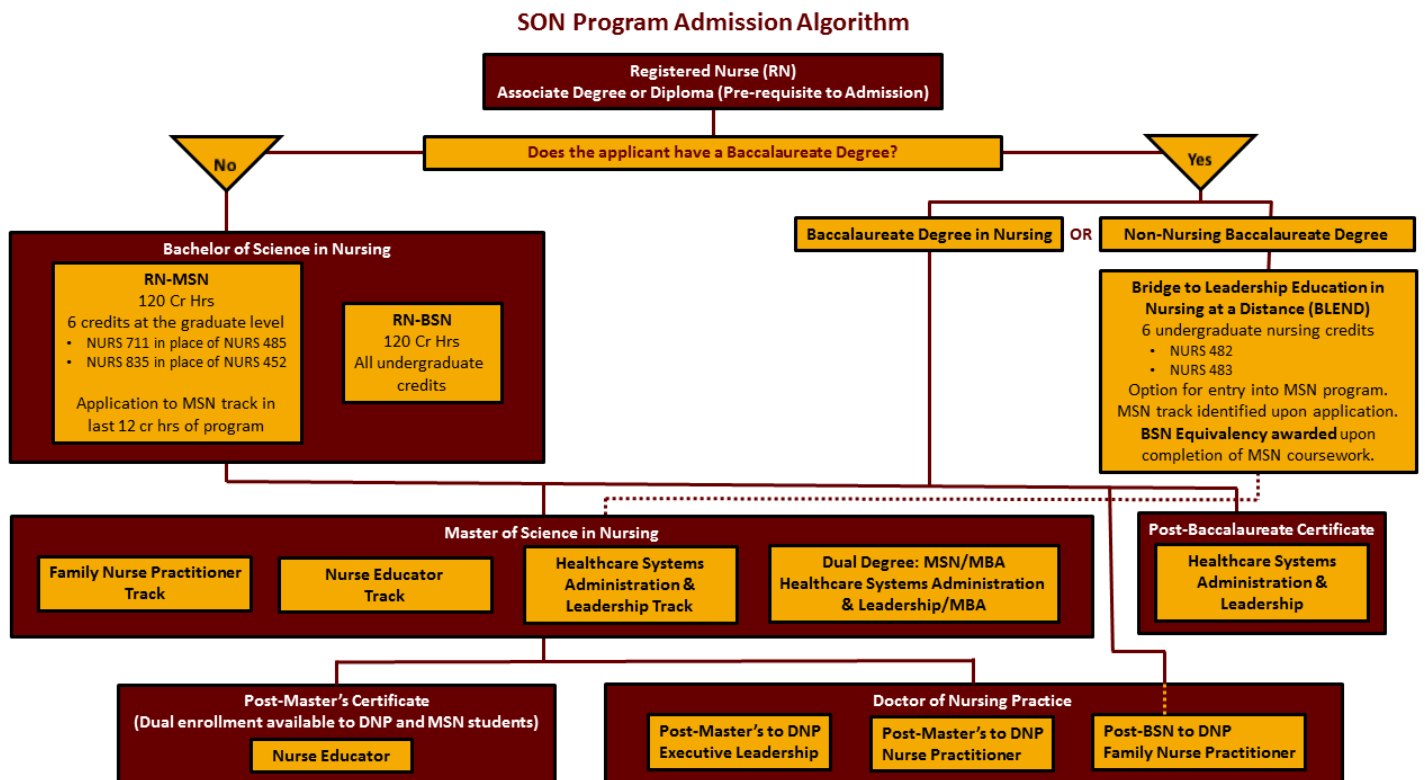 SON Program Admission Algorithm
Registered Nurse (RN)
Associate Degree or Diploma (Pre-requisite to Admission)
No
Does the applicant have a Baccalaureate Degree?
Yes
Baccalaureate Degree in Nursing
OR
Non-Nursing Baccalaureate Degree
Bachelor of Science in Nursing
RN-MSN
120 Cr Hrs
6 credits at the graduate level
• NURS 711 in place of NURS 485
• NURS 835 in place of NURS 452
Application to MSN track in
last 12 cr hrs of program
RN-BSN
120 Cr Hrs
All undergraduate
credits
Bridge to Leadership Education in
Nursing at a Distance (BLEND)
6 undergraduate nursing credits
• NURS 482
• NURS 483
Option for entry into MSN program.
MSN track identified upon application.
BSN Equivalency awarded upon
completion of MSN coursework.
Master of Science in Nursing
Family Nurse Practitioner
Track
Nurse Educator
Track
Healthcare Systems
Administration &
Leadership Track
Dual Degree: MSN/MBA
Healthcare Systems Administration
& Leadership/MBA
Post-Baccalaureate Certificate
Healthcare Systems
Administration &
Leadership
Post-Master's Certificate
(Dual enrollment available to DNP and MSN students)
Nurse Educator
Doctor of Nursing Practice
Post-Master's to DNP
Executive Leadership
Post-Master's to DNP
Nurse Practitioner
Post-BSN to DNP
Family Nurse Practitioner